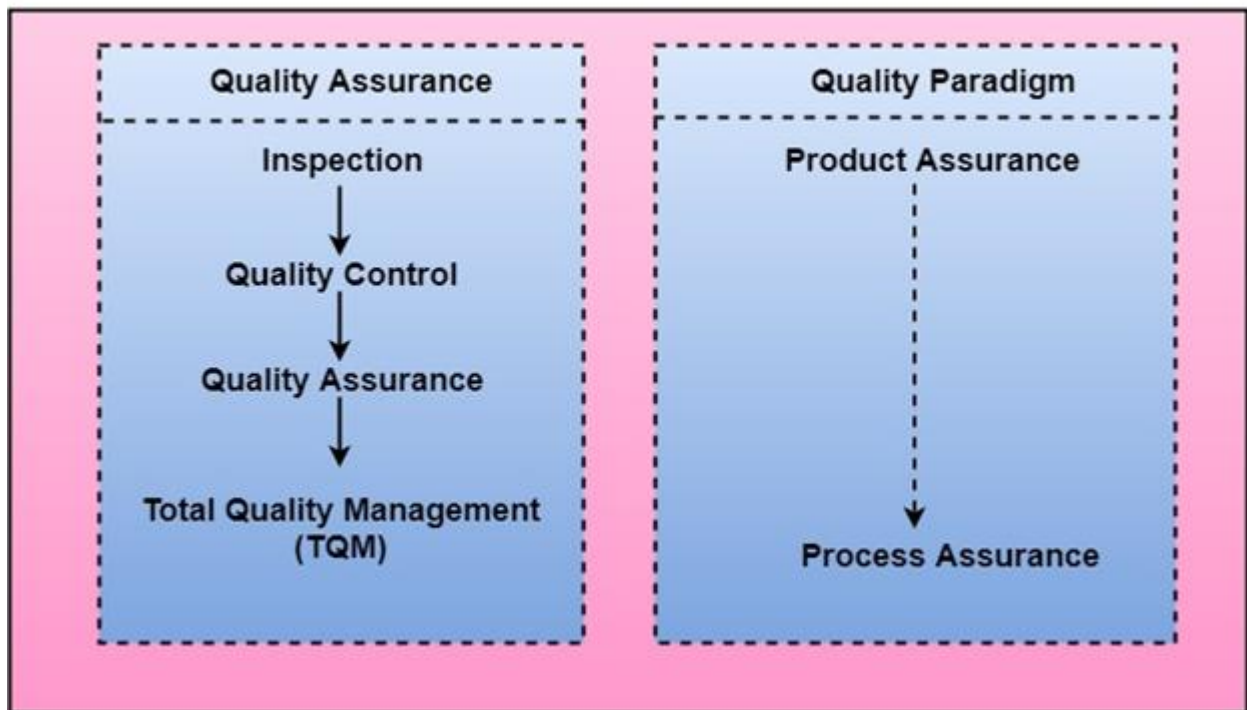 Quality Assurance
Inspection
Quality Control
Quality Assurance
Total Quality Management
(TQM)
Quality Paradigm
Product Assurance
Process Assurance